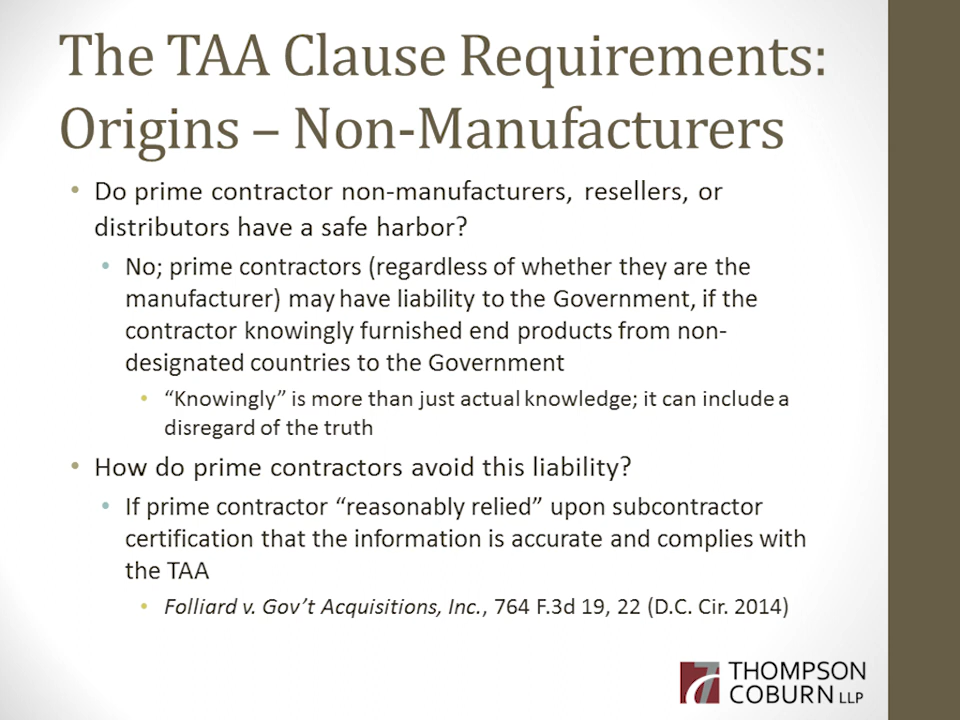 The TAA Clause Requirements:
Origins – Non-Manufacturers
• Do prime contractor non-manufacturers, resellers, or
distributors have a safe harbor?
• No; prime contractors (regardless of whether they are the
manufacturer) may have liability to the Government, if the
contractor knowingly furnished end products from non-
designated countries to the Government
• “Knowingly” is more than just actual knowledge; it can include a
disregard of the truth
• How do prime contractors avoid this liability?
• If prime contractor “reasonably relied” upon subcontractor
certification that the information is accurate and complies with
the TAA
• Folliard v. Gov’t Acquisitions, Inc., 764 F.3d 19, 22 (D.C. Cir. 2014)
THOMPSON
COBURN LLP